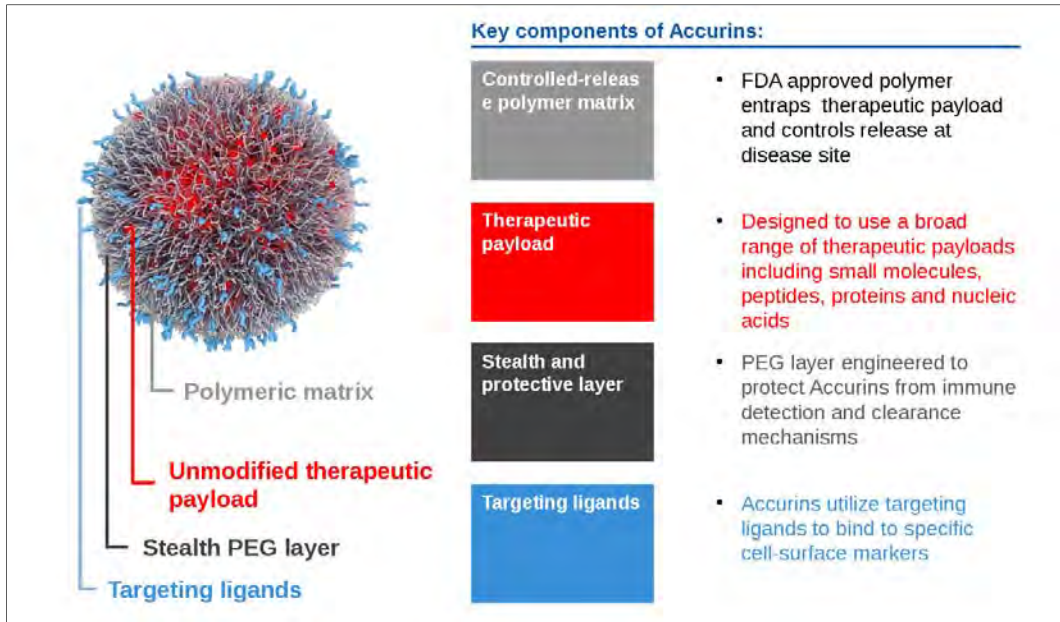 Key components of Accurins:
Controlled-releas
e polymer matrix
• FDA approved polymer
entraps therapeutic payload
and controls release at
disease site
Therapeutic
payload
• Designed to use a broad
range of therapeutic payloads
including small molecules,
peptides, proteins and nucleic
acids
Stealth and
protective layer
• PEG layer engineered to
protect Accurins from immune
detection and clearance
mechanisms
Targeting ligands
• Accurins utilize targeting
ligands to bind to specific
cell-surface markers
Polymeric matrix
Unmodified therapeutic
payload
Stealth PEG layer
Targeting ligands